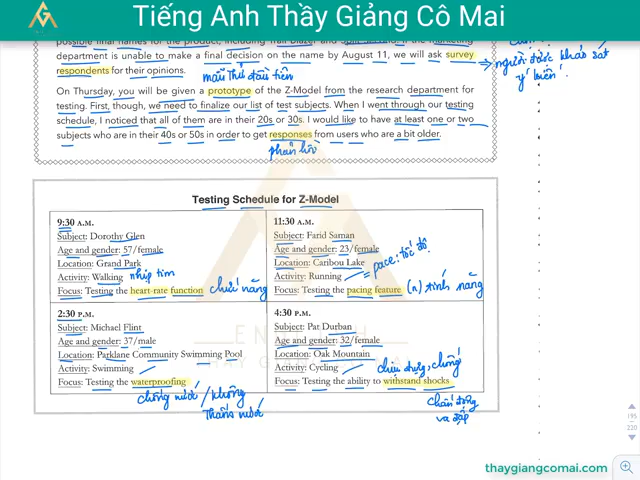 Tiếng Anh Thầy Giảng Cô Mai
department is unable to make a final decision on the name by August 11, we will ask survey
respondents for their opinions.
người được khảo sát
ý kiến
mẫu thử đầu tiên
On Thursday, you will be given a prototype of the Z-Model from the research department for
testing. First, though, we need to finalize our list of test subjects. When I went through our testing
schedule, I noticed that all of them are in their 20s or 30s. I would like to have at least one or two
subjects who are in their 40s or 50s in order to get responses from users who are a bit older.
phản hồi
Testing Schedule for Z-Model
9:30 A.M.
Subject: Dorothy Glen
Age and gender: 57/female
Location: Grand Park
Activity: Walking nhịp tim
Focus: Testing the heart-rate function chức năng
11:30 A.M.
Subject: Farid Saman
Age and gender: 23/female
Location: Caribou Lake
Activity: Running = pace: tốc độ
Focus: Testing the pacing feature (n) tính năng
2:30 P.M.
Subject: Michael Flint
Age and gender: 37/male
Location: Parklane Community Swimming Pool
Activity: Swimming
Focus: Testing the waterproofing
chống nước / không
thấm nước
4:30 P.M.
Subject: Pat Durban
Age and gender: 32/female
Location: Oak Mountain
Activity: Cycling chịu đựng, chống
Focus: Testing the ability to withstand shocks
chấn động
va đập
195
220
thaygiangcomai.com